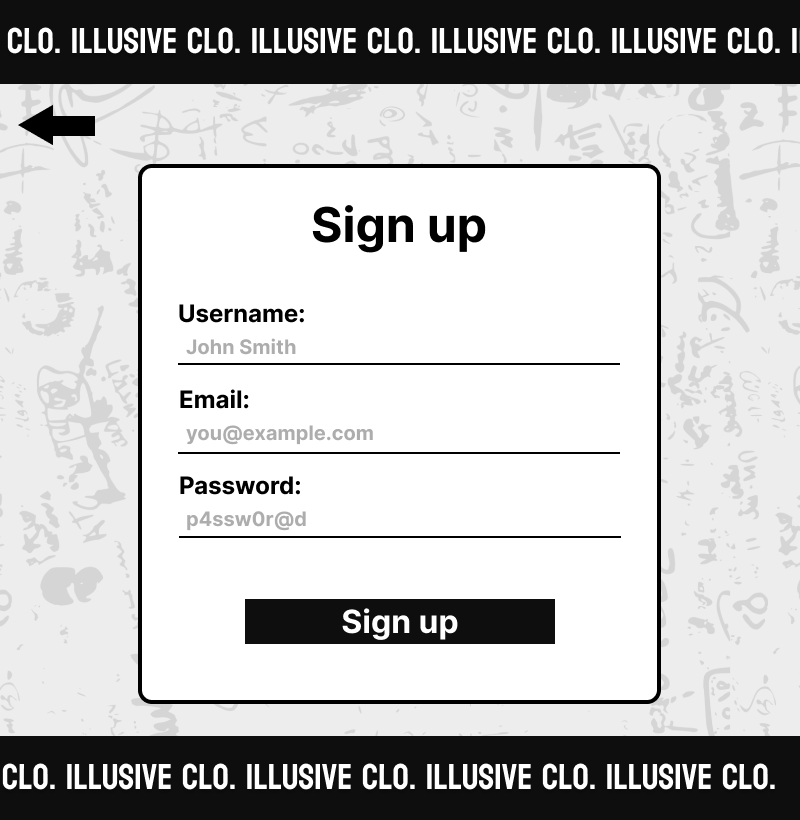 CLO. ILLUSIVE CLO. ILLUSIVE CLO. ILLUSIVE CLO. ILLUSIVE CLO.
Sign up
Username:
John Smith
Email:
you@example.com
Password:
p4ssw0r@d
Sign up
CLO. ILLUSIVE CLO. ILLUSIVE CLO. ILLUSIVE CLO. ILLUSIVE CLO.